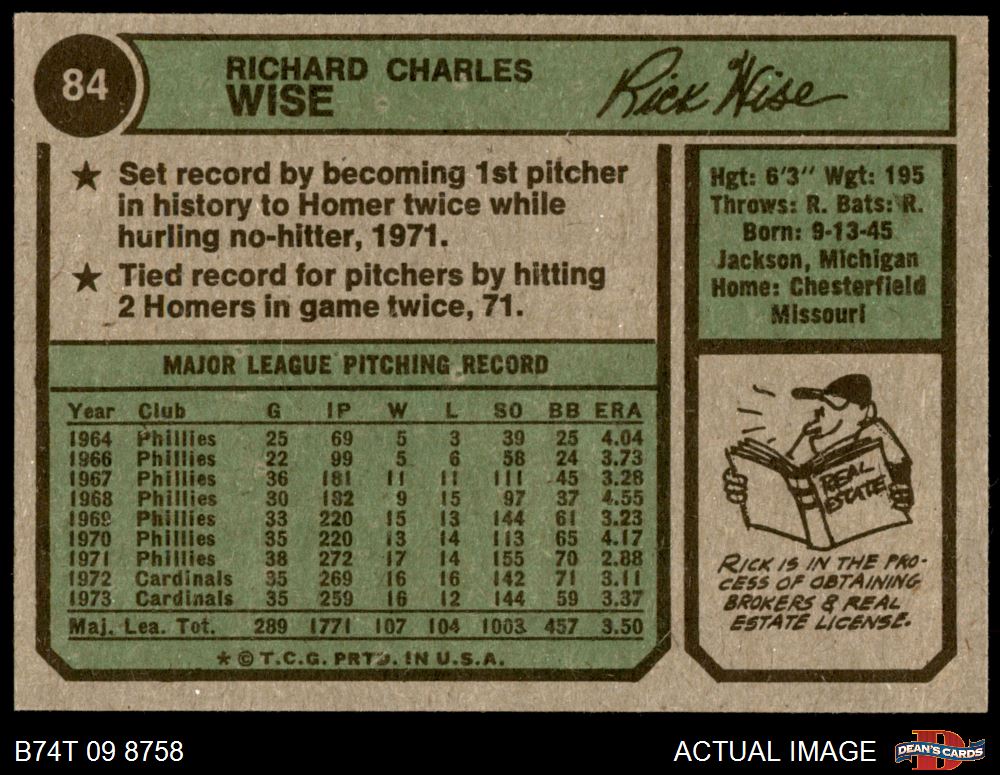 84
RICHARD CHARLES
WISE
Rick Wise
★ Set record by becoming 1st pitcher
in history to Homer twice while
hurling no-hitter, 1971.
★ Tied record for pitchers by hitting
2 Homers in game twice, 71.
Hgt: 6'3" Wgt: 195
Throws: R. Bats: R.
Born: 9-13-45
Jackson, Michigan
Home: Chesterfield
Missouri
MAJOR LEAGUE PITCHING RECORD
Year Club G IP W L SO BB ERA
1964 Phillies 25 69 5 3 39 25 4.04
1966 Phillies 22 99 5 6 58 24 3.73
1967 Phillies 36 181 11 11 111 45 3.28
1968 Phillies 30 182 9 15 97 37 4.55
1969 Phillies 33 220 15 13 144 61 3.23
1970 Phillies 35 220 13 14 113 65 4.17
1971 Phillies 38 272 17 14 155 70 2.88
1972 Cardinals 35 269 16 16 142 71 3.11
1973 Cardinals 35 259 16 12 144 59 3.37
Maj. Lea. Tot. 289 1771 107 104 1003 457 3.50
★ © T.C.G. PRTD. IN U.S.A.
REAL
ESTATE
RICK IS IN THE PRO-
CESS OF OBTAINING
BROKERS & REAL
ESTATE LICENSE.
B74T 09 8758
ACTUAL IMAGE
D
DEAN'S CARDS